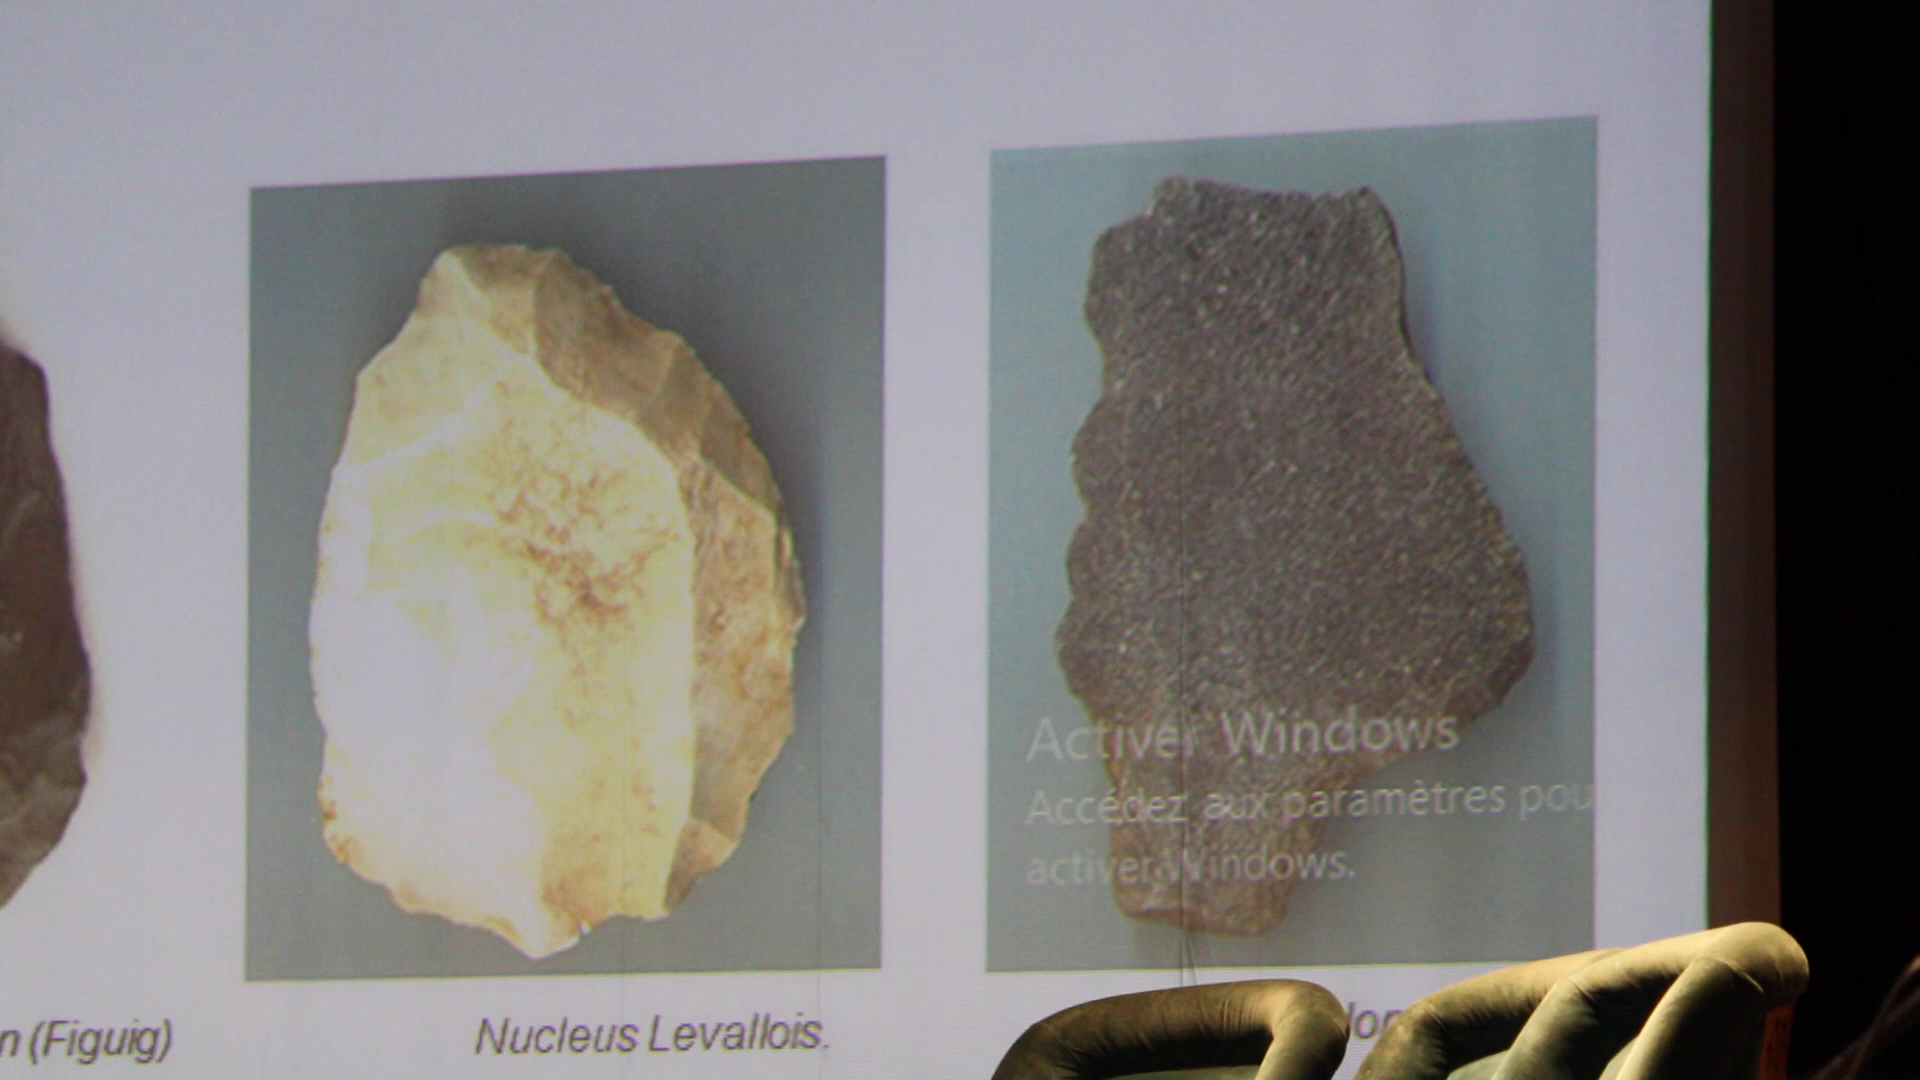 Activer Windows
Accédez aux paramètres pou
activer Windows.
n (Figuig)
Nucleus Levallois.